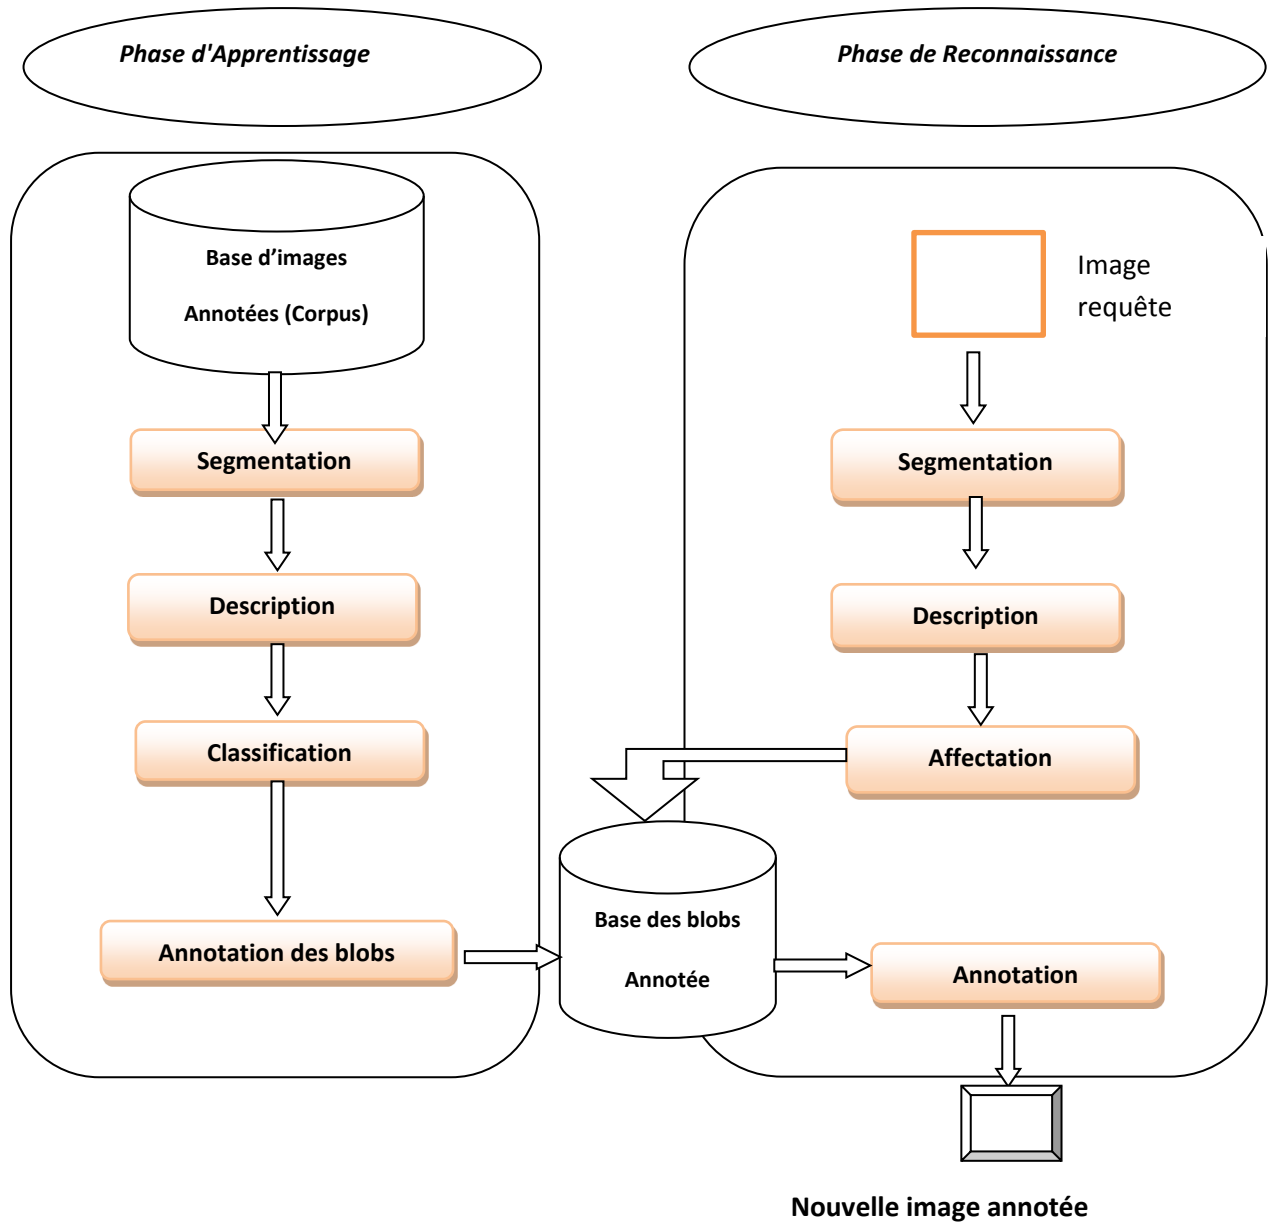 Phase d'Apprentissage
Phase de Reconnaissance
Base d’images
Annotées (Corpus)
Segmentation
Description
Classification
Annotation des blobs
Image
requête
Segmentation
Description
Affectation
Base des blobs
Annotée
Annotation
Nouvelle image annotée